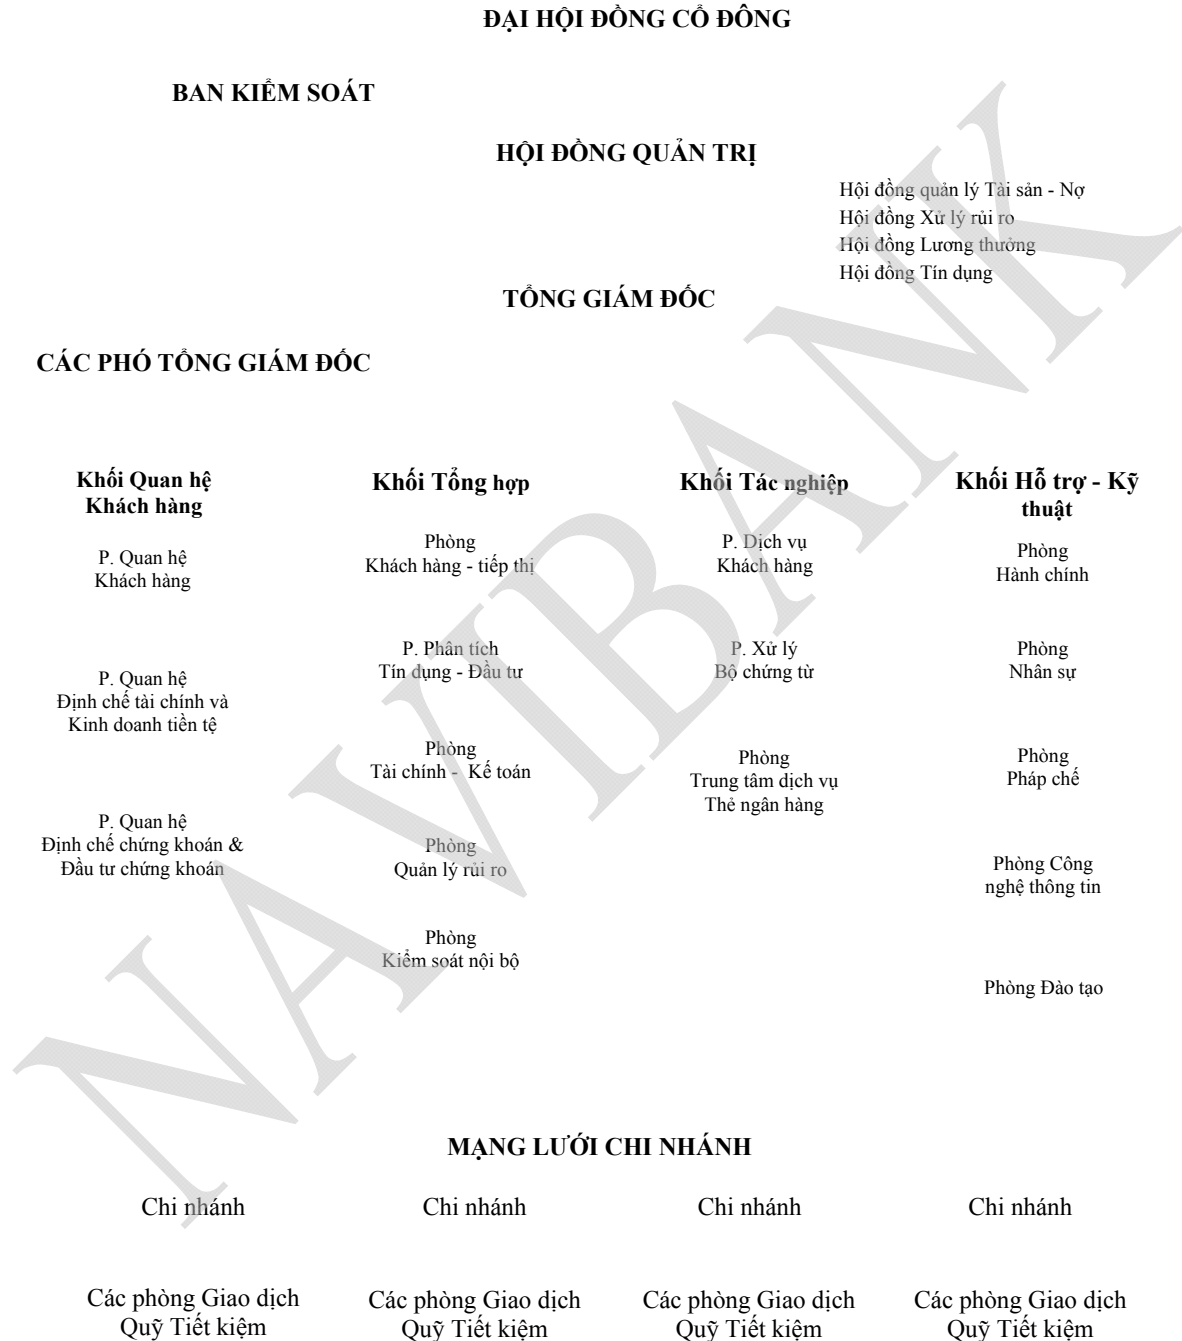 ĐẠI HỘI ĐỒNG CỔ ĐÔNG
BAN KIỂM SOÁT
HỘI ĐỒNG QUẢN TRỊ
Hội đồng quản lý Tài sản - Nợ
Hội đồng Xử lý rủi ro
Hội đồng Lương thưởng
Hội đồng Tín dụng
TỔNG GIÁM ĐỐC
CÁC PHÓ TỔNG GIÁM ĐỐC
Khối Quan hệ
Khách hàng
P. Quan hệ
Khách hàng
P. Quan hệ
Định chế tài chính và
Kinh doanh tiền tệ
P. Quan hệ
Định chế chứng khoán &
Đầu tư chứng khoán
Khối Tổng hợp
Phòng
Khách hàng - tiếp thị
P. Phân tích
Tín dụng - Đầu tư
Phòng
Tài chính - Kế toán
Phòng
Quản lý rủi ro
Phòng
Kiểm soát nội bộ
Khối Tác nghiệp
P. Dịch vụ
Khách hàng
P. Xử lý
Bộ chứng từ
Phòng
Trung tâm dịch vụ
Thẻ ngân hàng
Khối Hỗ trợ - Kỹ
thuật
Phòng
Hành chính
Phòng
Nhân sự
Phòng
Pháp chế
Phòng Công
nghệ thông tin
Phòng Đào tạo
NAVIBANK
MẠNG LƯỚI CHI NHÁNH
Chi nhánh
Chi nhánh
Chi nhánh
Chi nhánh
Các phòng Giao dịch
Quỹ Tiết kiệm
Các phòng Giao dịch
Quỹ Tiết kiệm
Các phòng Giao dịch
Quỹ Tiết kiệm
Các phòng Giao dịch
Quỹ Tiết kiệm